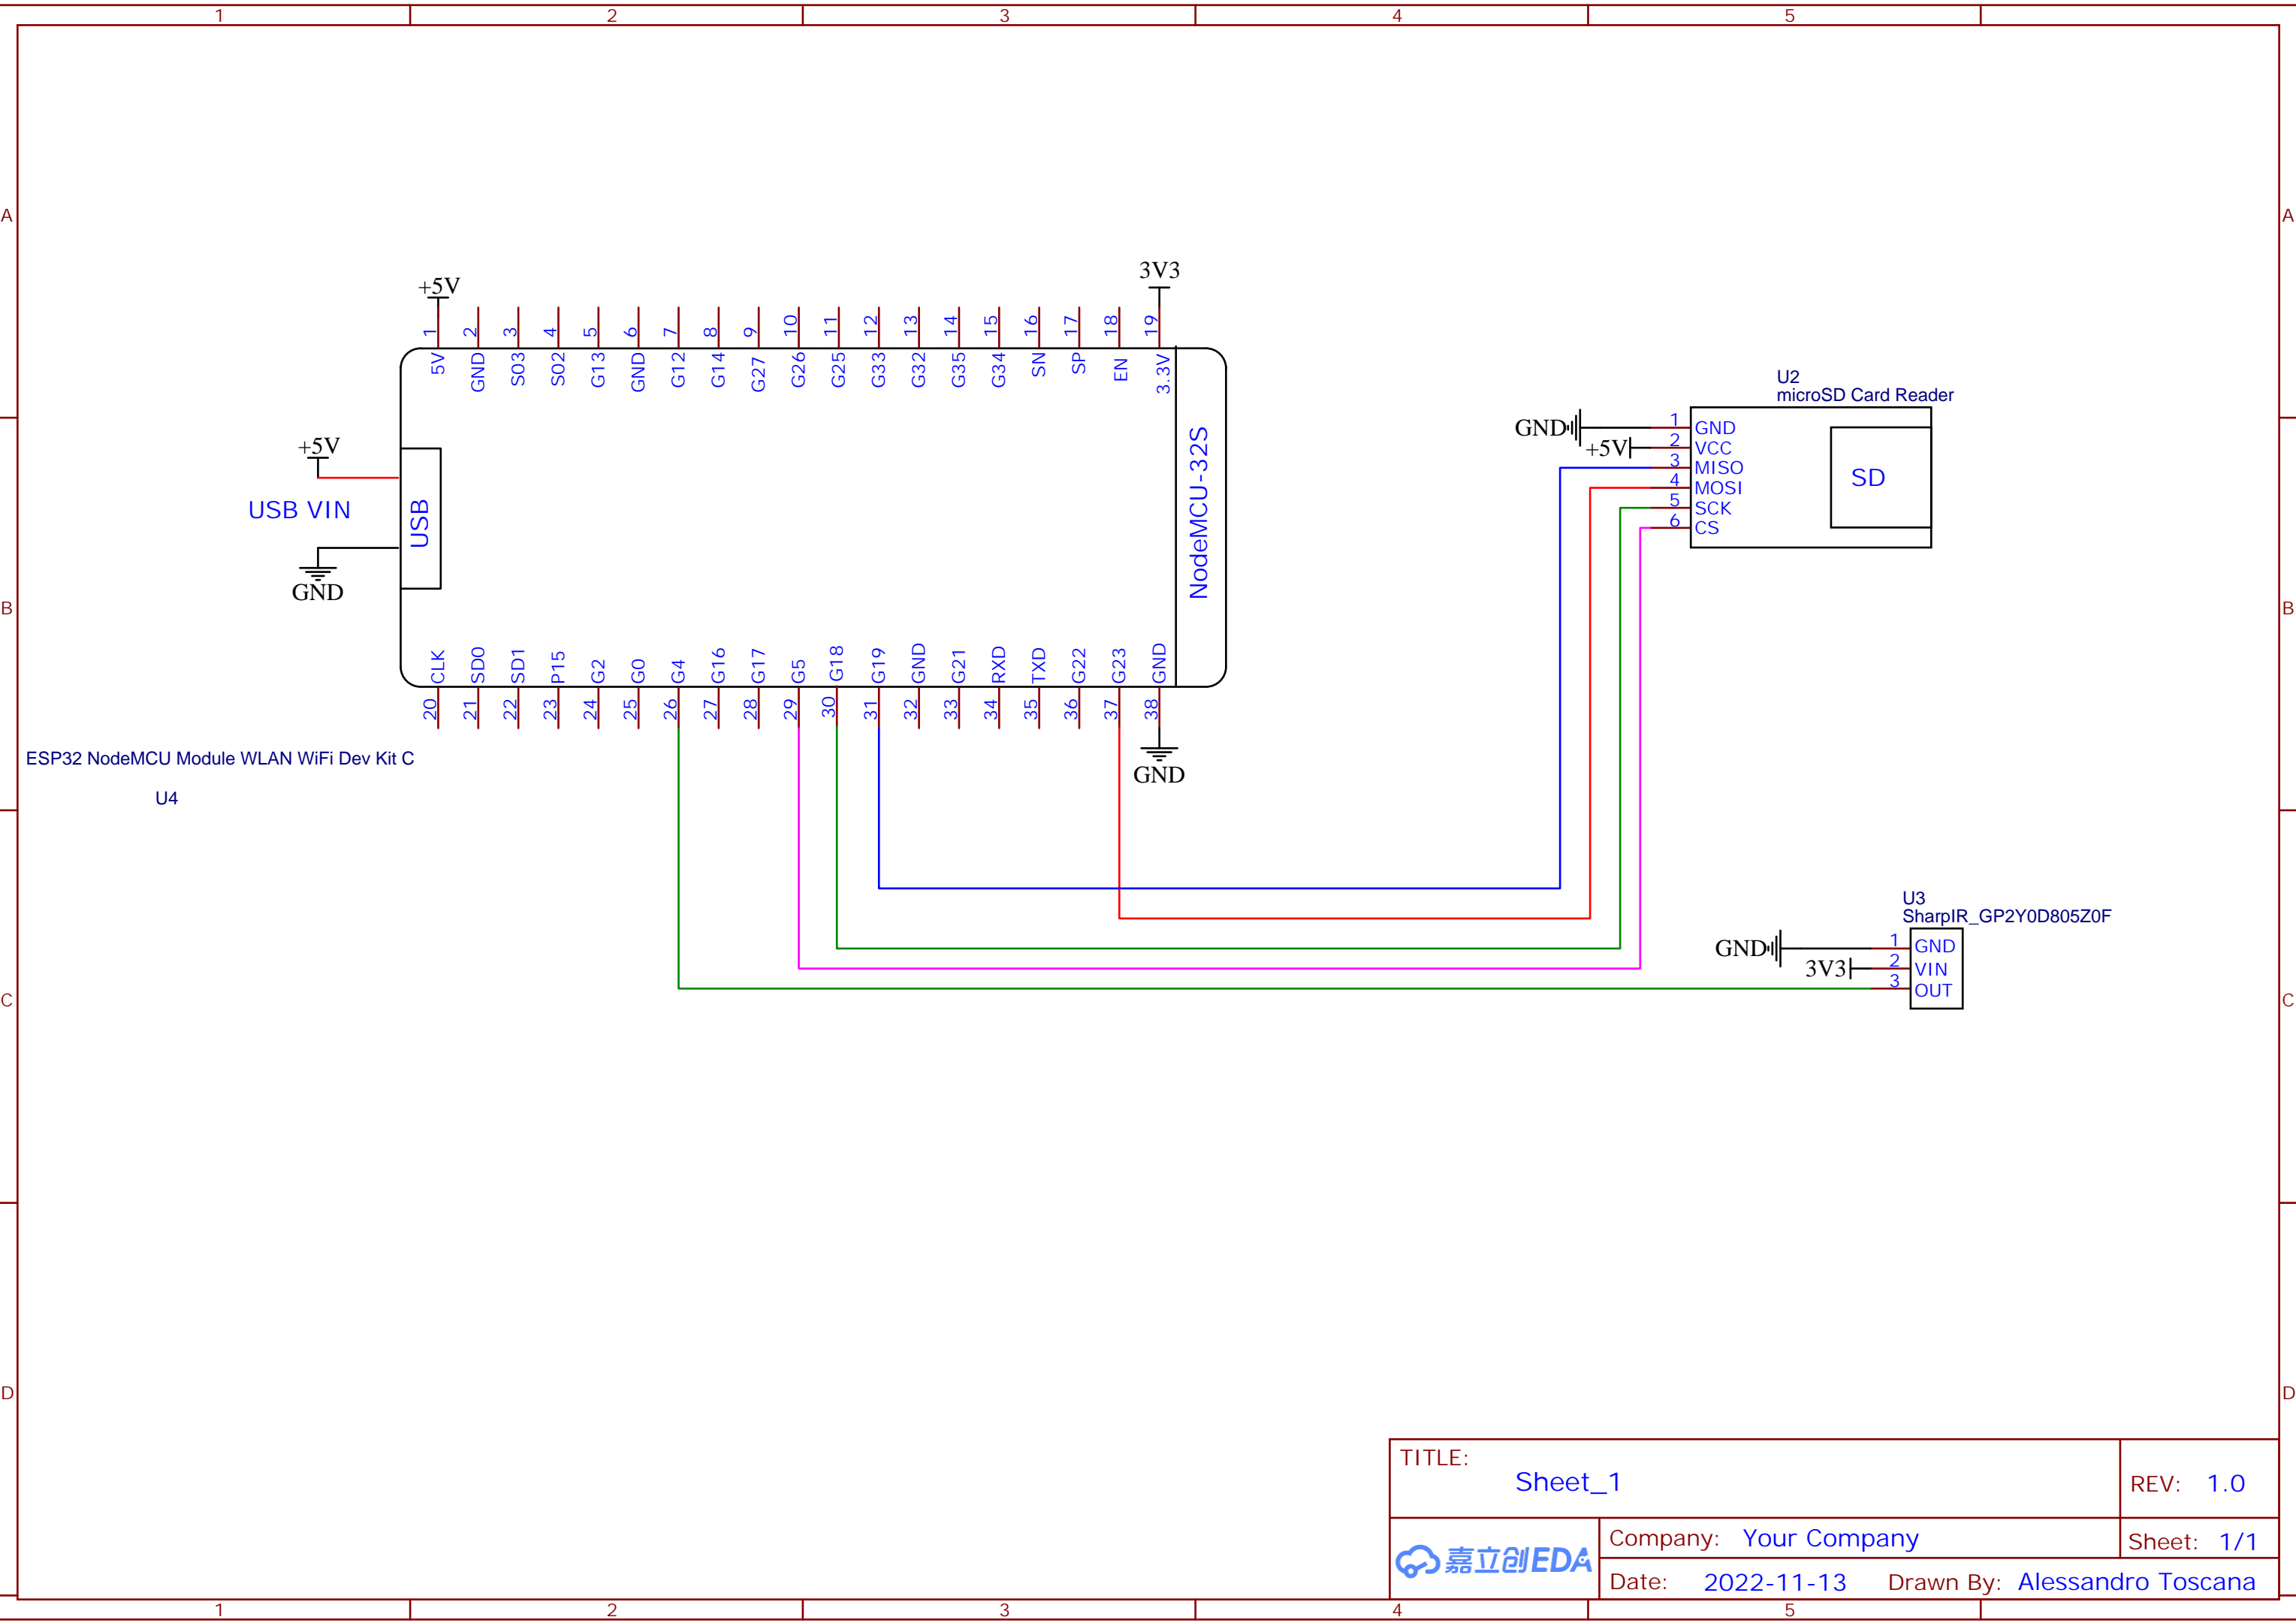 1 2 3 4 5
A A
+5V 3V3
1 2 3 4 5 6 7 8 9 10 11 12 13 14 15 16 17 18 19
5V GND S03 S02 G13 GND G12 G14 G27 G26 G25 G33 G32 G35 G34 SN SP EN 3.3V
U2
microSD Card Reader
GND 1 GND
+5V 2 VCC
3 MISO
4 MOSI
5 SCK
6 CS
SD
+5V
USB VIN
USB
GND
NodeMCU-32S
B B
CLK SD0 SD1 P15 G2 G0 G4 G16 G17 G5 G18 G19 GND G21 RXD TXD G22 G23 GND
20 21 22 23 24 25 26 27 28 29 30 31 32 33 34 35 36 37 38
ESP32 NodeMCU Module WLAN WiFi Dev Kit C
U4
GND
U3
SharpIR_GP2Y0D805Z0F
GND 1 GND
3V3 2 VIN
3 OUT
C C
D D
TITLE:
Sheet_1
REV: 1.0
嘉立创EDA
Company: Your Company
Sheet: 1/1
Date: 2022-11-13 Drawn By: Alessandro Toscana
1 2 3 4 5